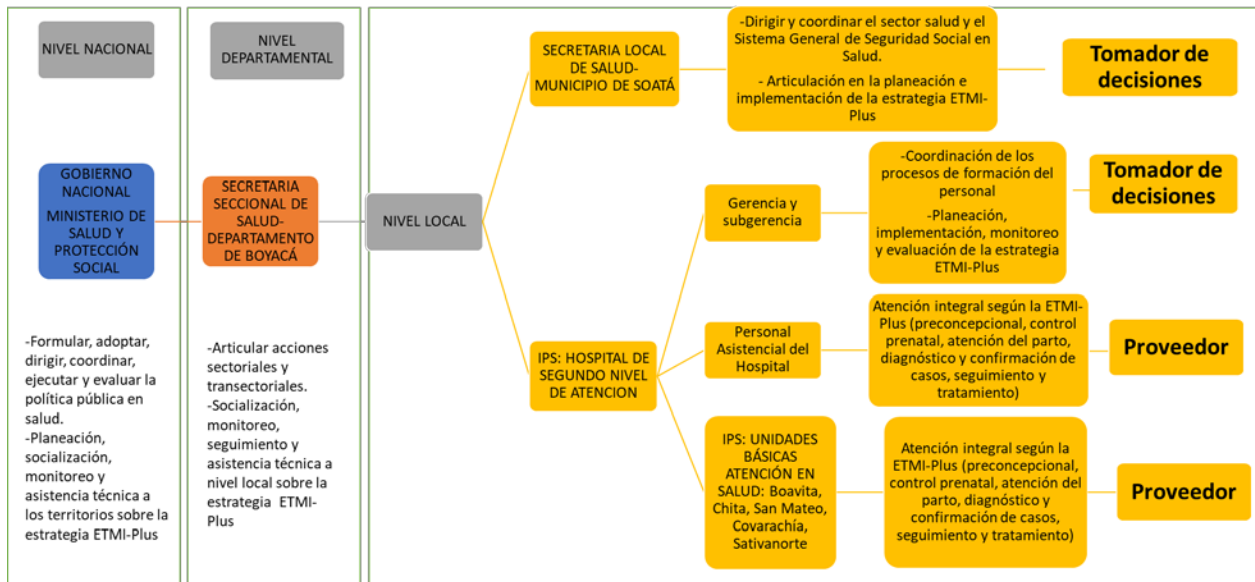 NIVEL NACIONAL
GOBIERNO
NACIONAL
MINISTERIO DE
SALUD Y
PROTECCIÓN
SOCIAL
-Formular, adoptar,
dirigir, coordinar,
ejecutar y evaluar la
política pública en
salud.
-Planeación,
socialización,
monitoreo y
asistencia técnica a
los territorios sobre la
estrategia ETMI-Plus
NIVEL
DEPARTAMENTAL
SECRETARIA
SECCIONAL DE
SALUD-
DEPARTAMENTO
DE BOYACÁ
-Articular acciones
sectoriales y
transectoriales.
-Socialización,
monitoreo,
seguimiento y
asistencia técnica a
nivel local sobre la
estrategia ETMI-
Plus
NIVEL LOCAL
SECRETARIA LOCAL
DE SALUD-
MUNICIPIO DE SOATÁ
-Dirigir y coordinar el sector salud y el
Sistema General de Seguridad Social en
Salud.
- Articulación en la planeación e
implementación de la estrategia ETMI-
Plus
Tomador de
decisiones
IPS: HOSPITAL DE
SEGUNDO NIVEL
DE ATENCION
Gerencia y
subgerencia
-Coordinación de los
procesos de formación del
personal
-Planeación,
implementación, monitoreo
y evaluación de la estrategia
ETMI-Plus
Tomador de
decisiones
Personal
Asistencial del
Hospital
Atención integral según la ETMI-
Plus (preconcepcional, control
prenatal, atención del parto,
diagnóstico y confirmación de
casos, seguimiento y
tratamiento)
Proveedor
IPS: UNIDADES
BÁSICAS
ATENCIÓN EN
SALUD: Boavita,
Chita, San Mateo,
Covarachía,
Sativanorte
Atención integral según la
ETMI-Plus (preconcepcional,
control prenatal, atención del
parto, diagnóstico y
confirmación de casos,
seguimiento y tratamiento)
Proveedor